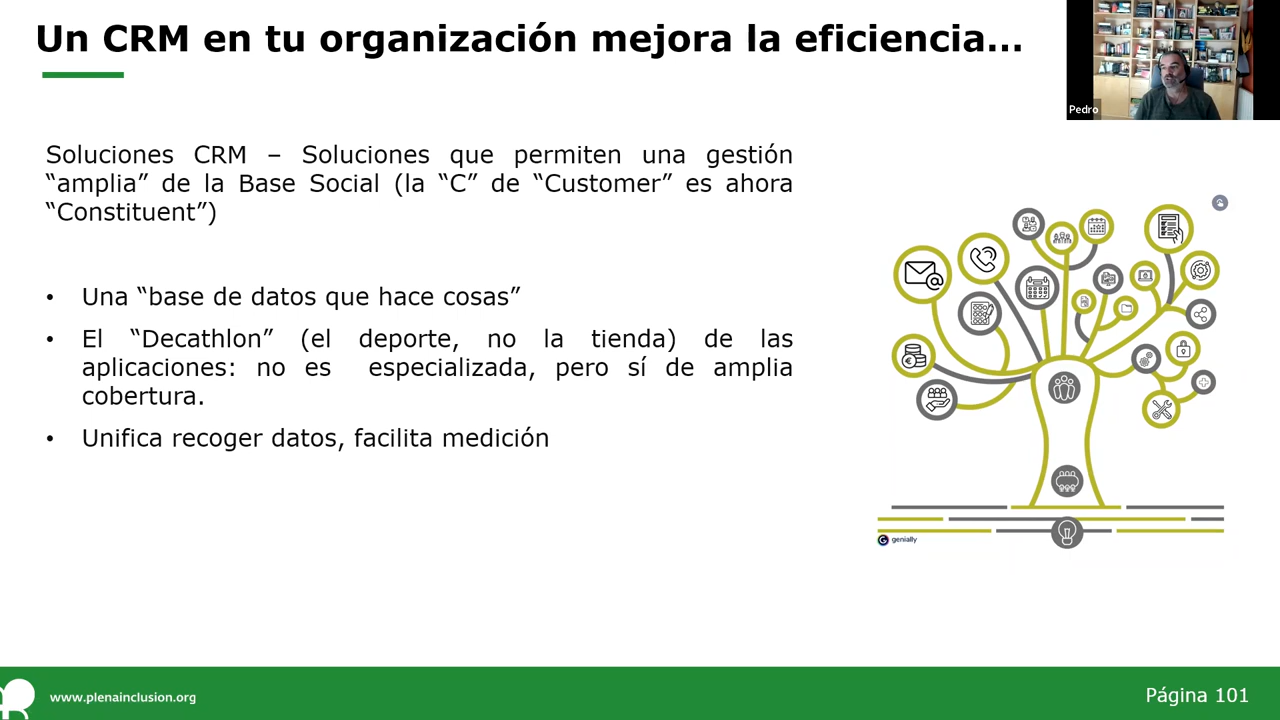 Un CRM en tu organización mejora la eficiencia...
Pedro
Soluciones CRM – Soluciones que permiten una gestión
“amplia” de la Base Social (la “C” de “Customer” es ahora
“Constituent”)
• Una “base de datos que hace cosas”
• El “Decathlon” (el deporte, no la tienda) de las
aplicaciones: no es especializada, pero sí de amplia
cobertura.
• Unifica recoger datos, facilita medición
genially
www.plenainclusion.org
Página 101